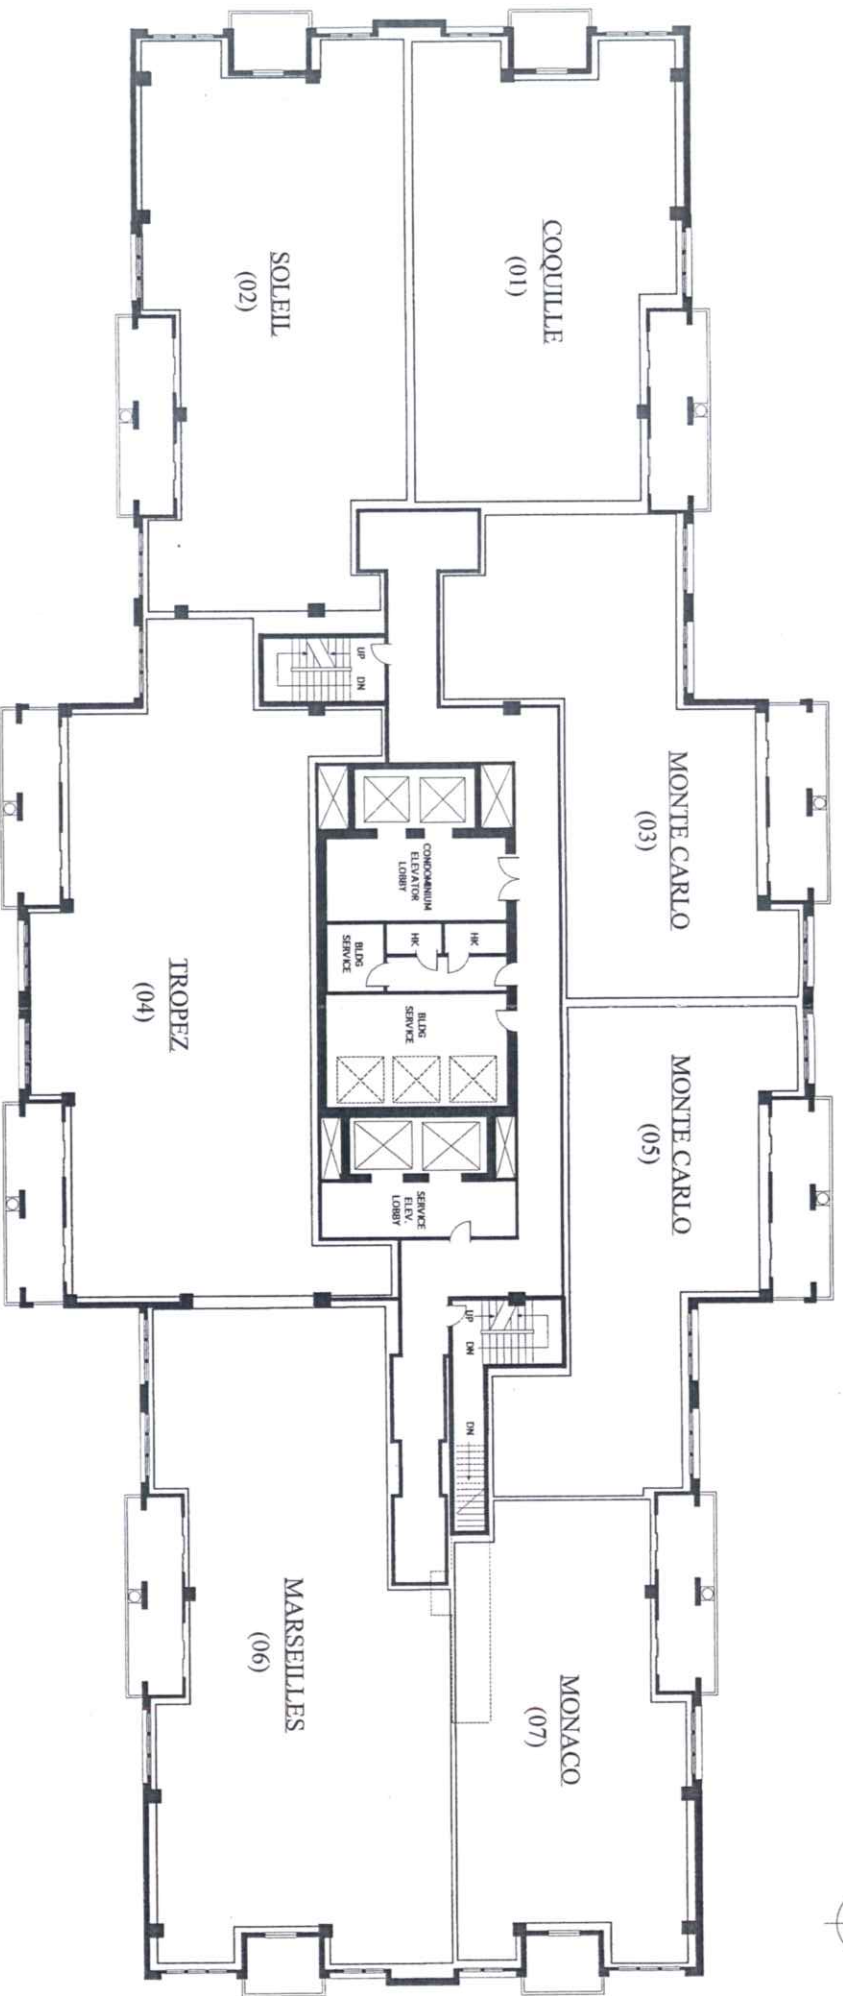 COQUILLE
(01)
SOLEIL
(02)
MONTE CARLO
(03)
UP
DN
CONDOMINIUM
ELEVATOR
LOBBY
HK
HK
BLDG
SERVICE
BLDG
SERVICE
TROPEZ
(04)
MONTE CARLO
(05)
SERVICE
ELEV.
LOBBY
UP
DN
DN
MARSEILLES
(06)
MONACO
(07)